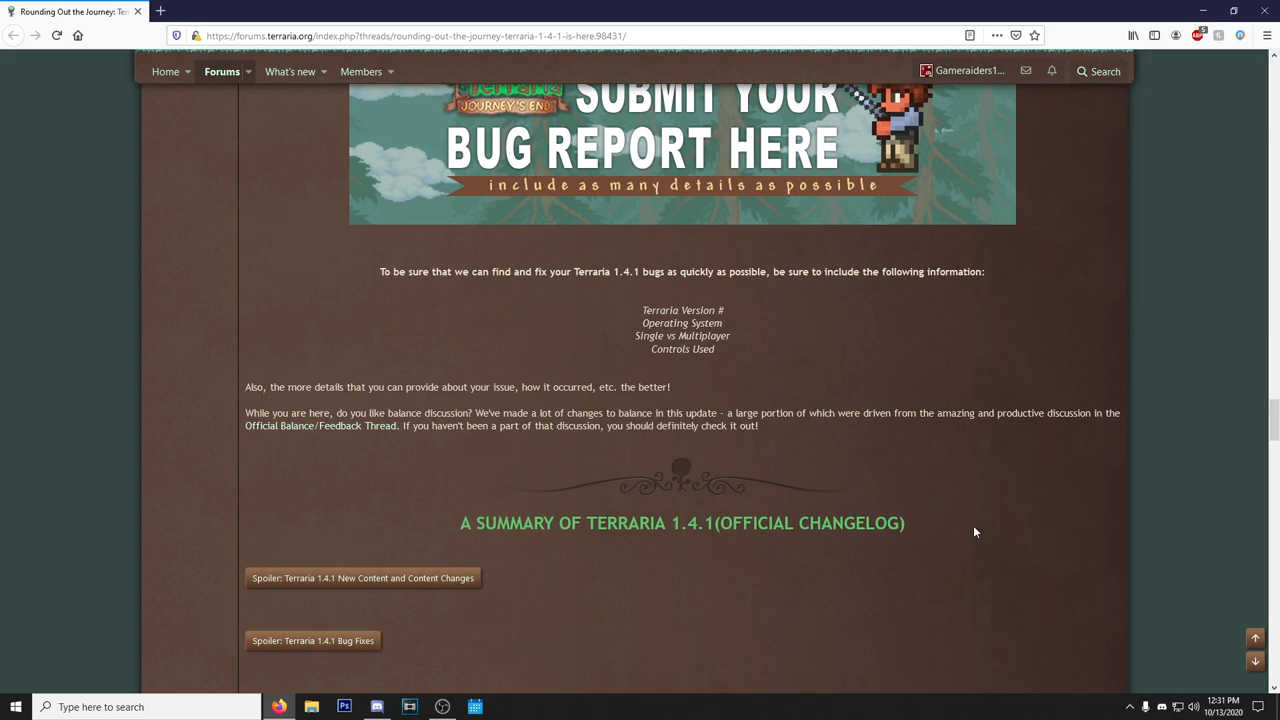 Rounding Out the Journey: Terr
https://forums.terraria.org/index.php?threads/rounding-out-the-journey-terraria-1-4-1-is-here.98431/
Home Forums What's new Members Gameraiders1... Search
JOURNEY'S END SUBMIT YOUR
BUG REPORT HERE
include as many details as possible
To be sure that we can find and fix your Terraria 1.4.1 bugs as quickly as possible, be sure to include the following information:
Terraria Version #
Operating System
Single vs Multiplayer
Controls Used
Also, the more details that you can provide about your issue, how it occurred, etc. the better!
While you are here, do you like balance discussion? We've made a lot of changes to balance in this update - a large portion of which were driven from the amazing and productive discussion in the
Official Balance/Feedback Thread. If you haven't been a part of that discussion, you should definitely check it out!
A SUMMARY OF TERRARIA 1.4.1(OFFICIAL CHANGELOG)
Spoiler: Terraria 1.4.1 New Content and Content Changes
Spoiler: Terraria 1.4.1 Bug Fixes
Type here to search
Ps
12:31 PM
10/13/2020